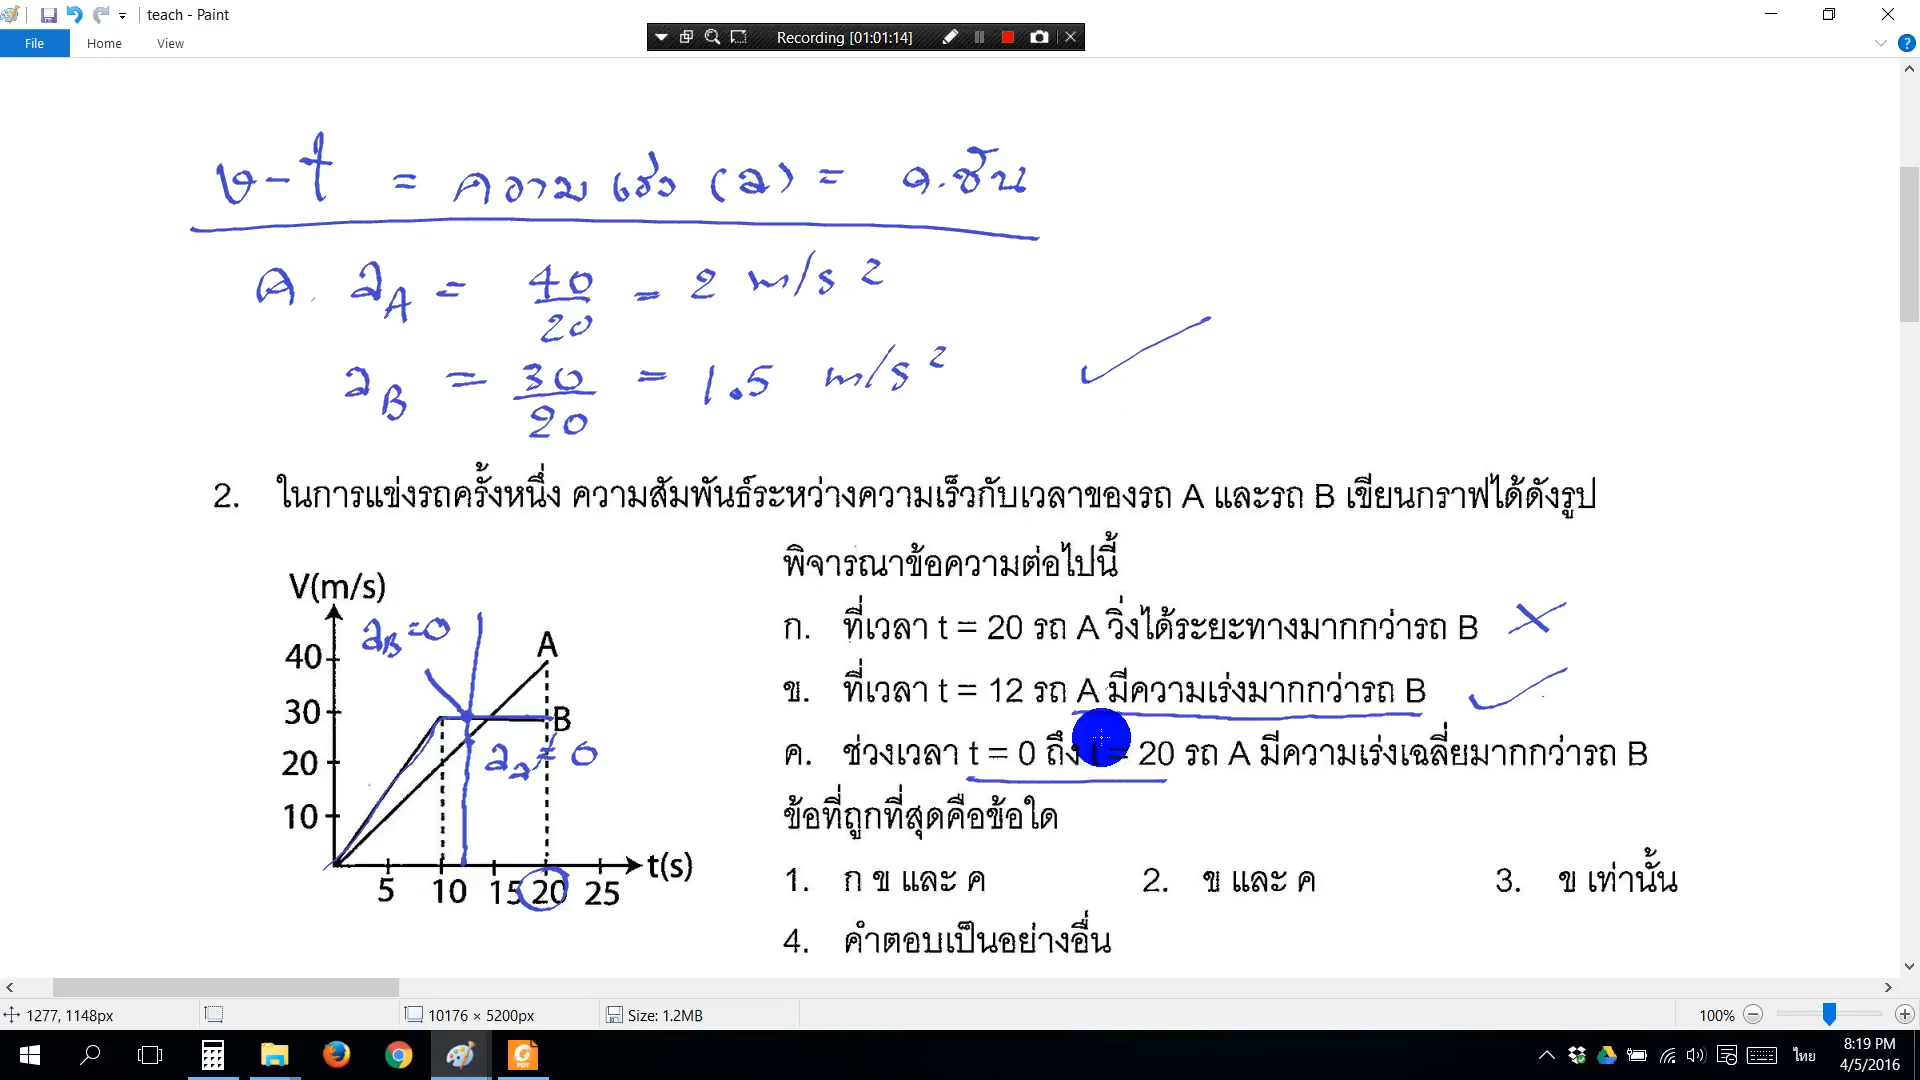 teach - Paint
File Home View
Recording [01:01:14]
v-t = ความเร่ง (a) = ค.ชัน
A. aA = 40/20 = 2 m/s²
aB = 30/20 = 1.5 m/s²
2. ในการแข่งรถครั้งหนึ่ง ความสัมพันธ์ระหว่างความเร็วกับเวลาของรถ A และรถ B เขียนกราฟได้ดังรูป
พิจารณาข้อความต่อไปนี้
ก. ที่เวลา t = 20 รถ A วิ่งได้ระยะทางมากกว่ารถ B
ข. ที่เวลา t = 12 รถ A มีความเร่งมากกว่ารถ B
ค. ช่วงเวลา t = 0 ถึง t = 20 รถ A มีความเร่งเฉลี่ยมากกว่ารถ B
ข้อที่ถูกที่สุดคือข้อใด
1. ก ข และ ค 2. ข และ ค 3. ข เท่านั้น
4. คำตอบเป็นอย่างอื่น
V(m/s)
aB = 0
A
40
30
B
20
aa ≠ 0
10
t(s)
5 10 15 20 25
1277, 1148px 10176 × 5200px Size: 1.2MB 100%
ไทย
8:19 PM
4/5/2016